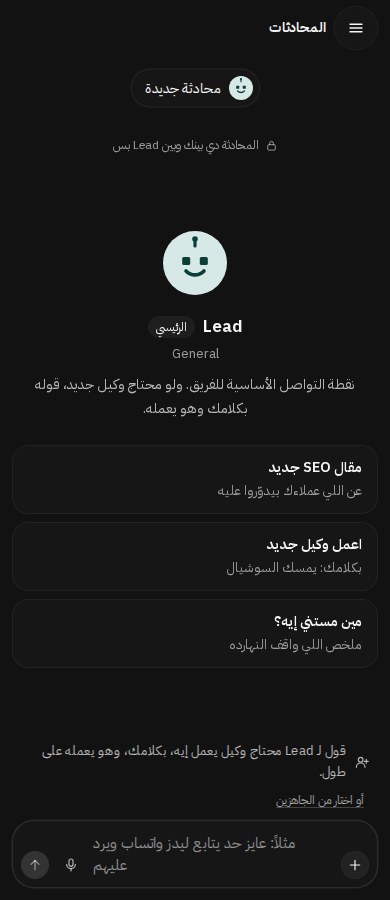 المحادثات
محادثة جديدة
المحادثة دي بينك وبين Lead بس
Lead الرئيسي
General
نقطة التواصل الأساسية للفريق. ولو محتاج وكيل جديد، قوله
بكلامك وهو يعمله.
مقال SEO جديد
عن اللي عملاءك بيدوّروا عليه
اعمل وكيل جديد
بكلامك: يمسك السوشيال
مين مستني إيه؟
ملخص اللي واقف النهارده
قول لـ Lead محتاج وكيل يعمل إيه، بكلامك، وهو يعمله على
طول.
أو اختار من الجاهزين
مثلاً: عايز حد يتابع ليدز واتساب ويرد
عليهم